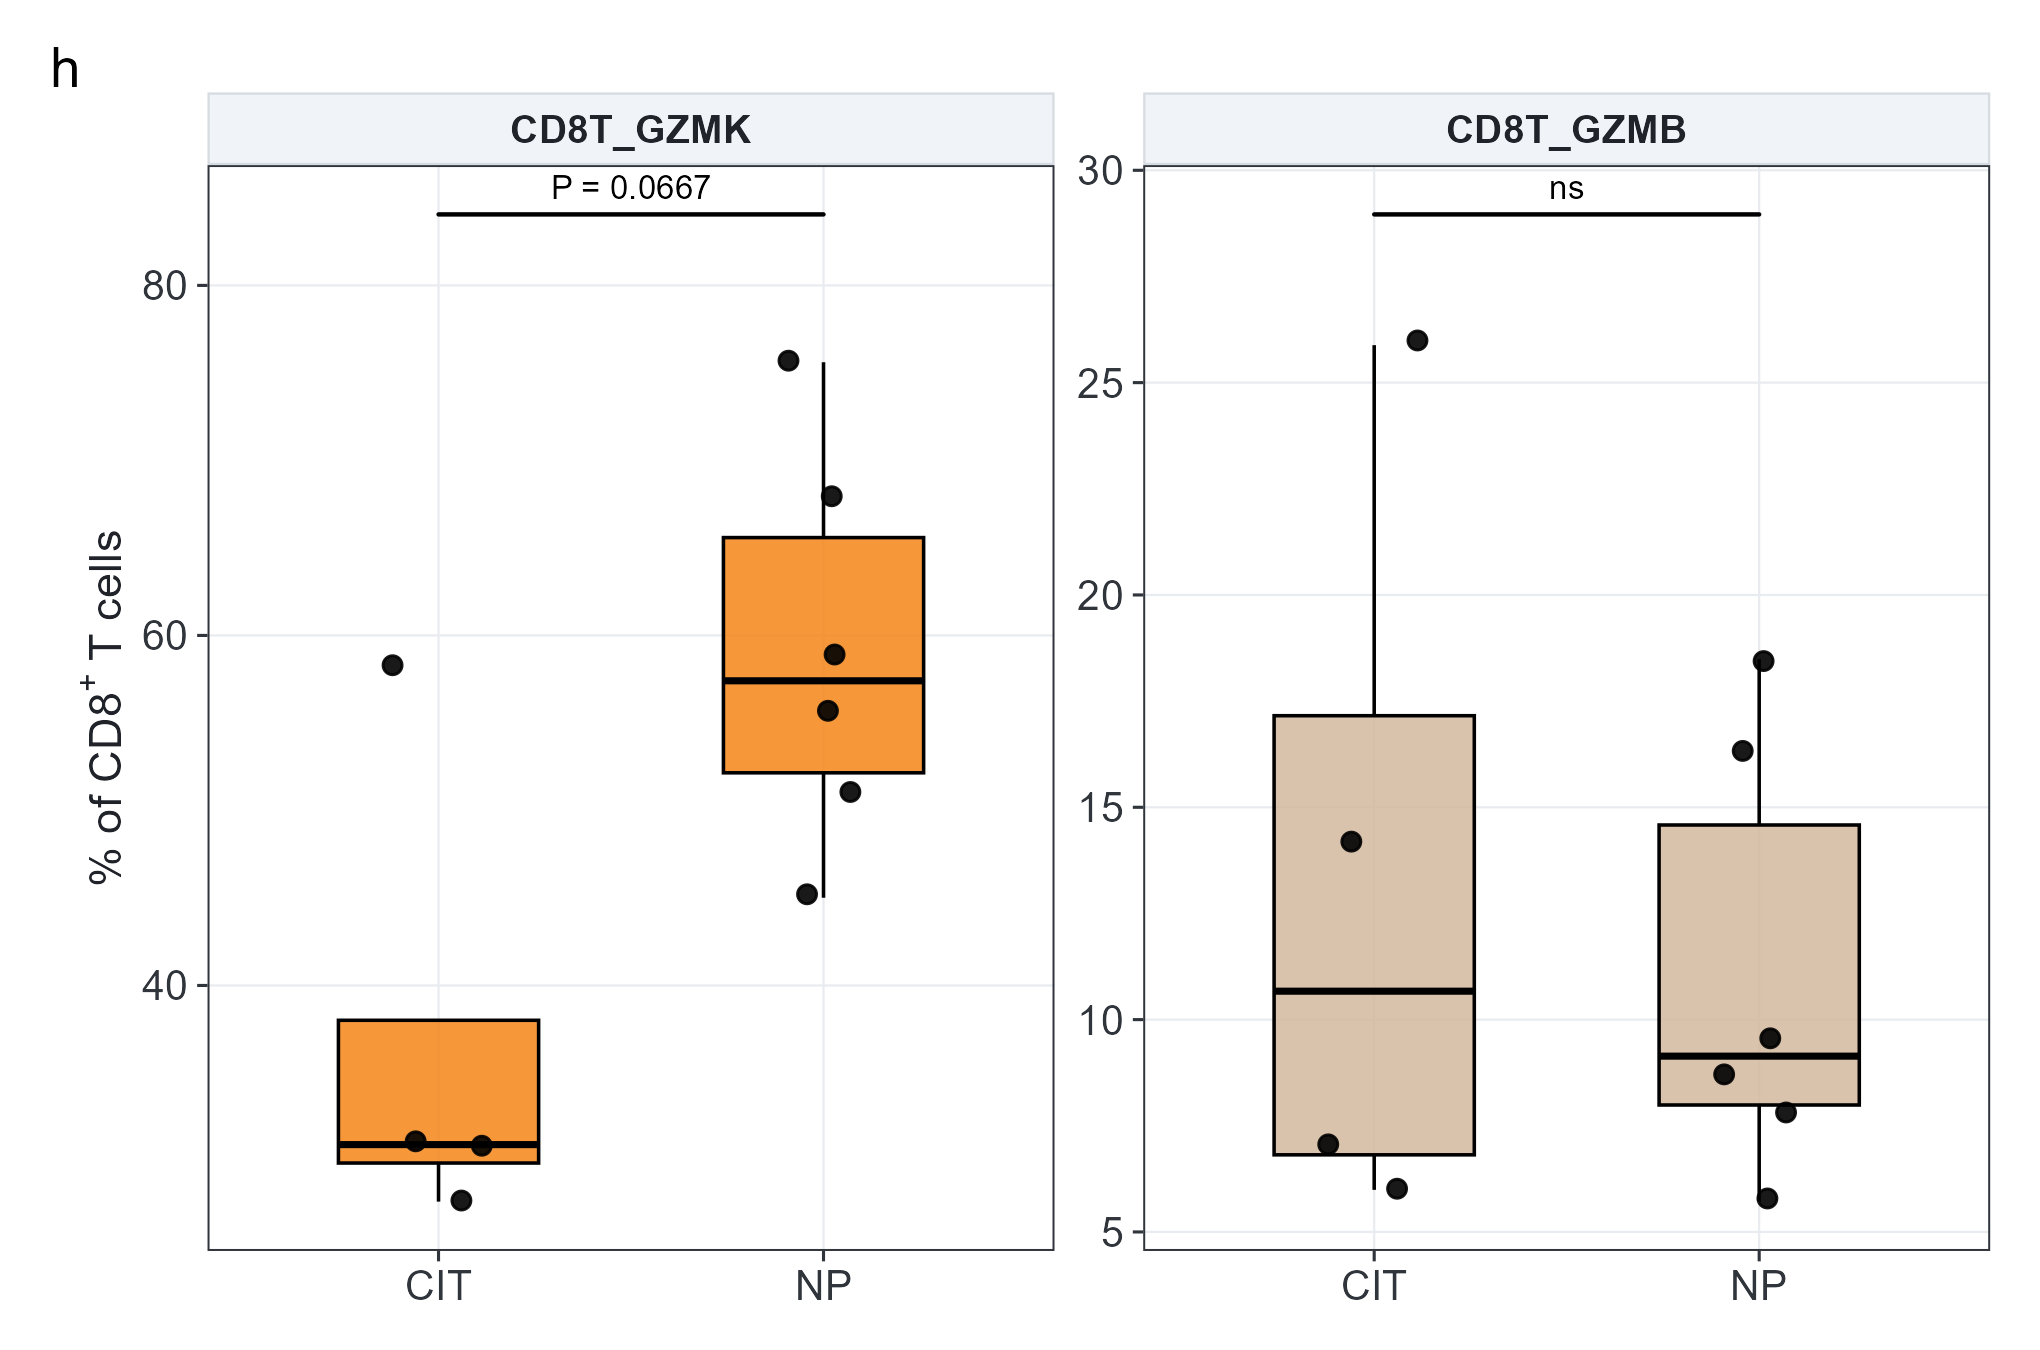 h
CD8T_GZMK
CD8T_GZMB
P = 0.0667
ns
% of CD8⁺ T cells
80
60
40
30
25
20
15
10
5
CIT
NP
CIT
NP